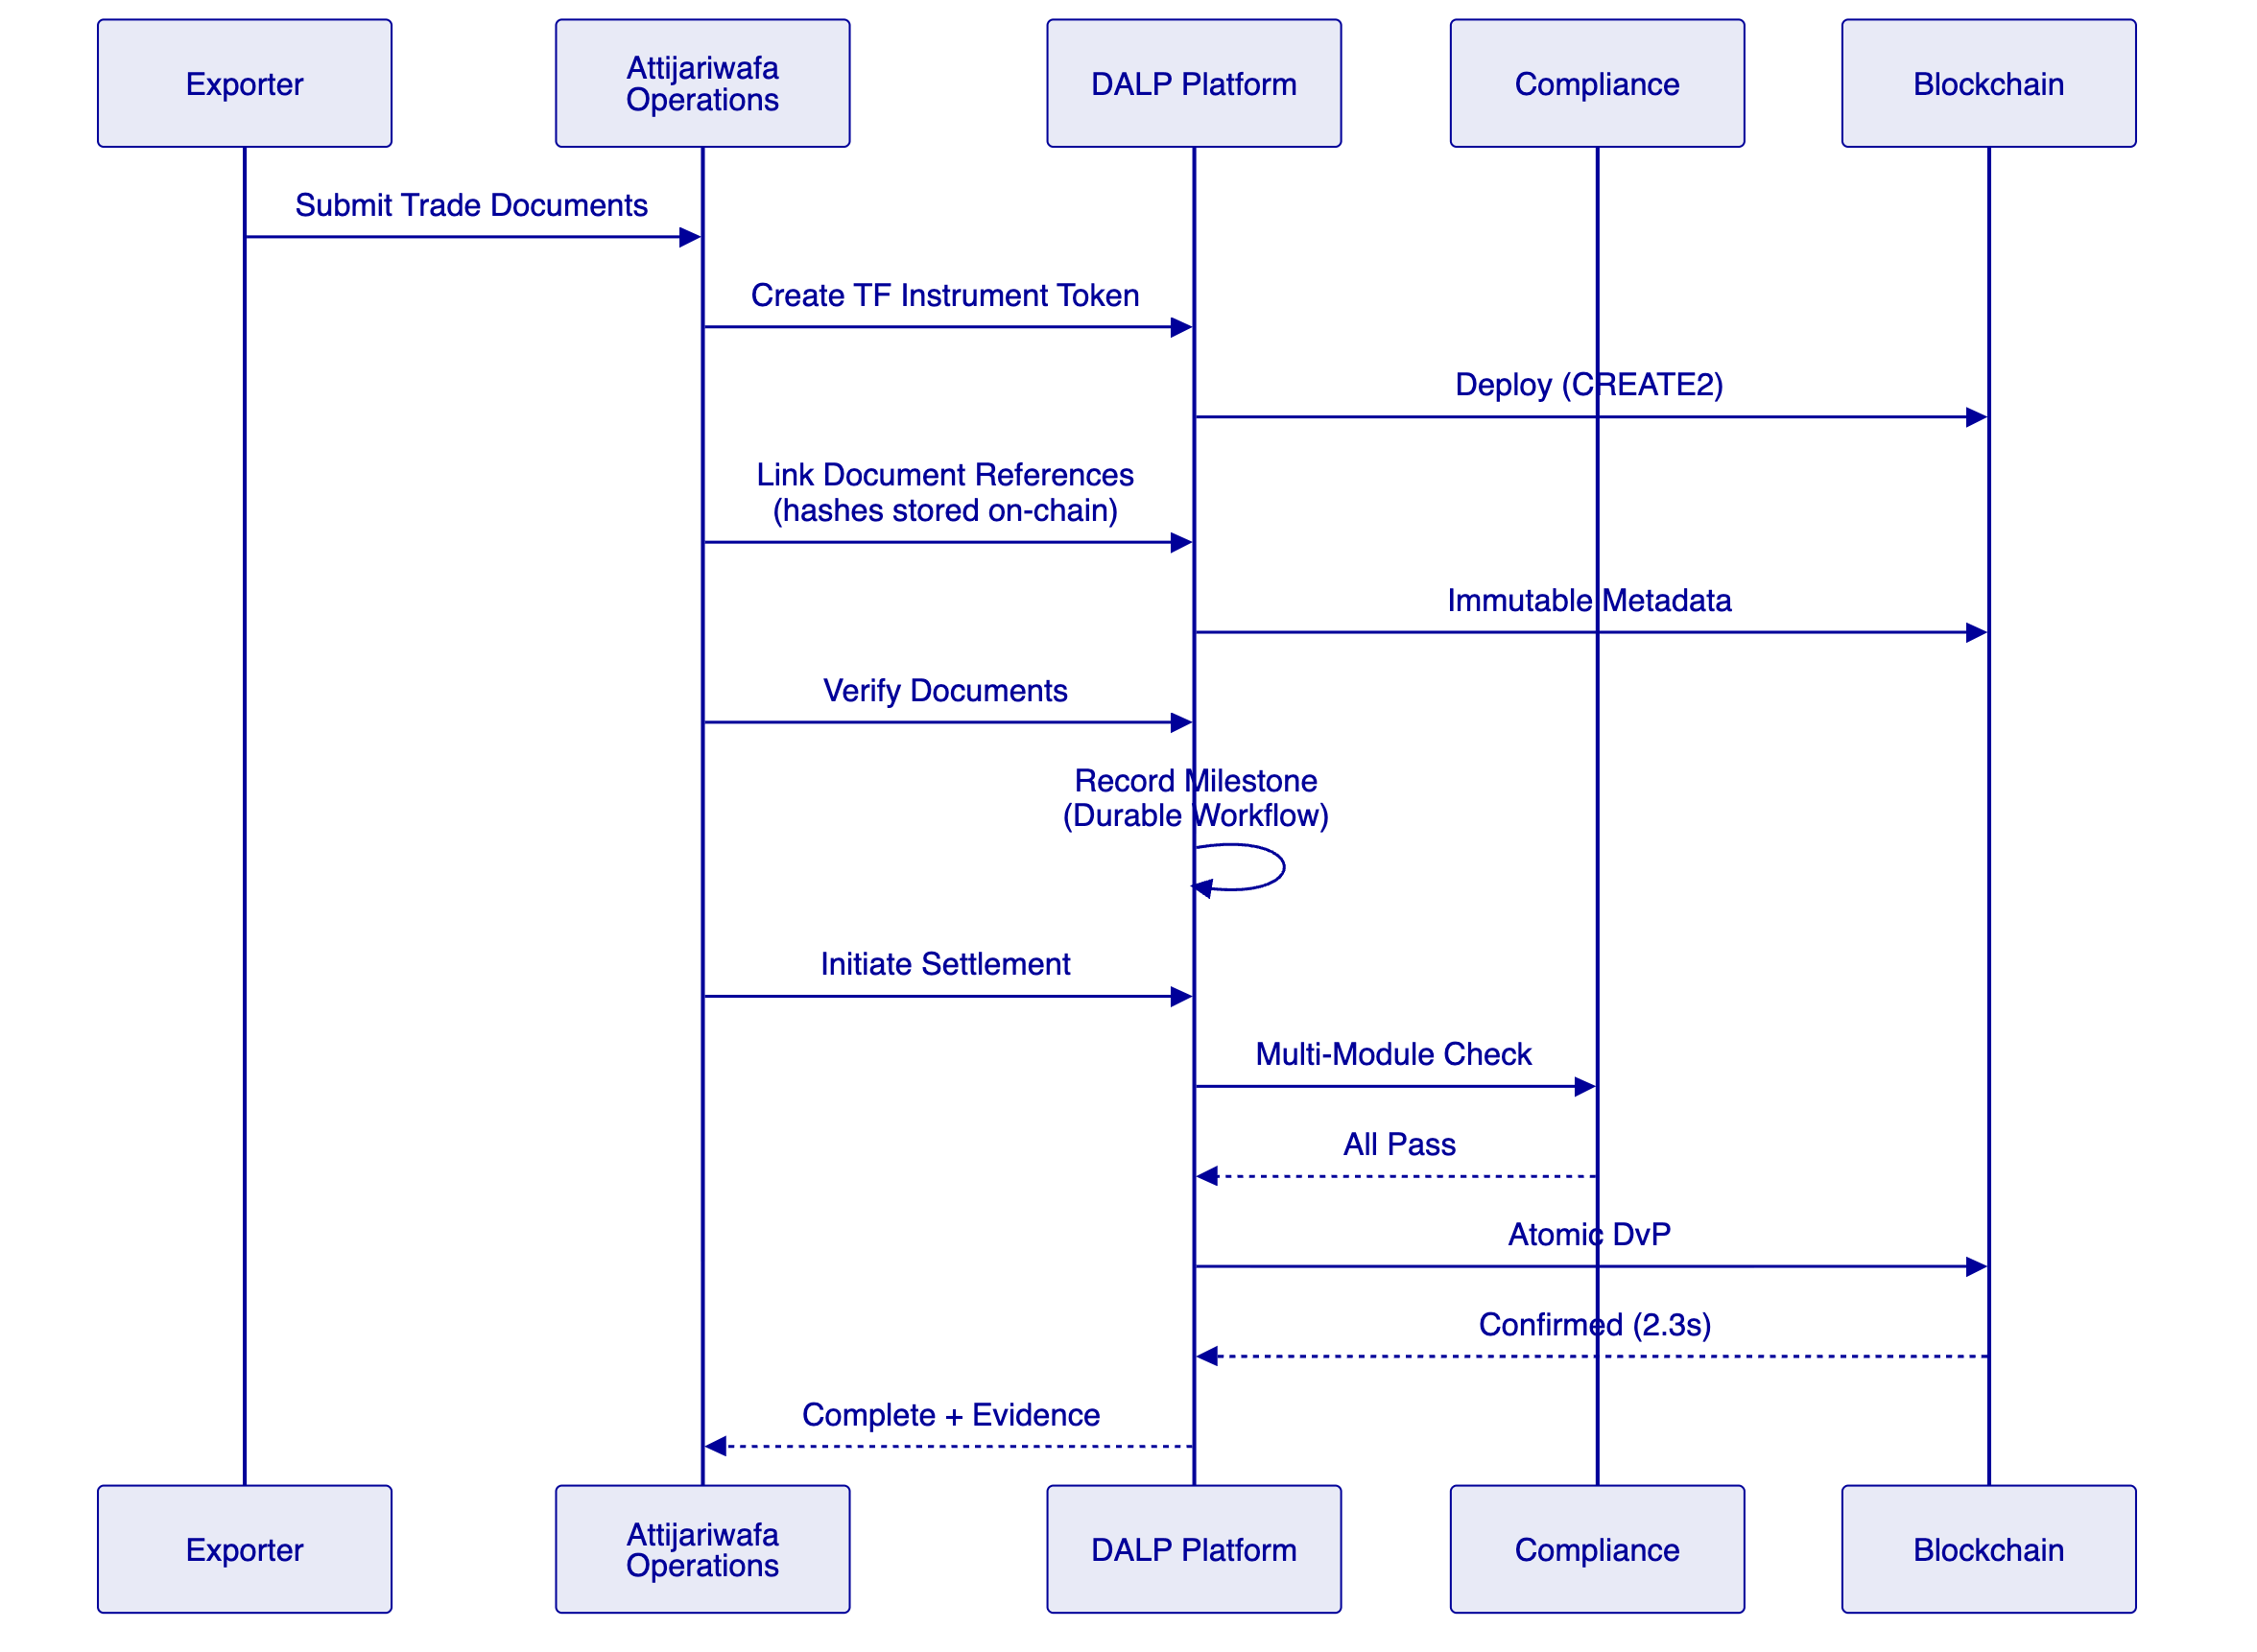 Exporter
Attijariwafa
Operations
DALP Platform
Compliance
Blockchain
Submit Trade Documents
Create TF Instrument Token
Deploy (CREATE2)
Link Document References
(hashes stored on-chain)
Immutable Metadata
Verify Documents
Record Milestone
(Durable Workflow)
Initiate Settlement
Multi-Module Check
All Pass
Atomic DvP
Confirmed (2.3s)
Complete + Evidence
Exporter
Attijariwafa
Operations
DALP Platform
Compliance
Blockchain